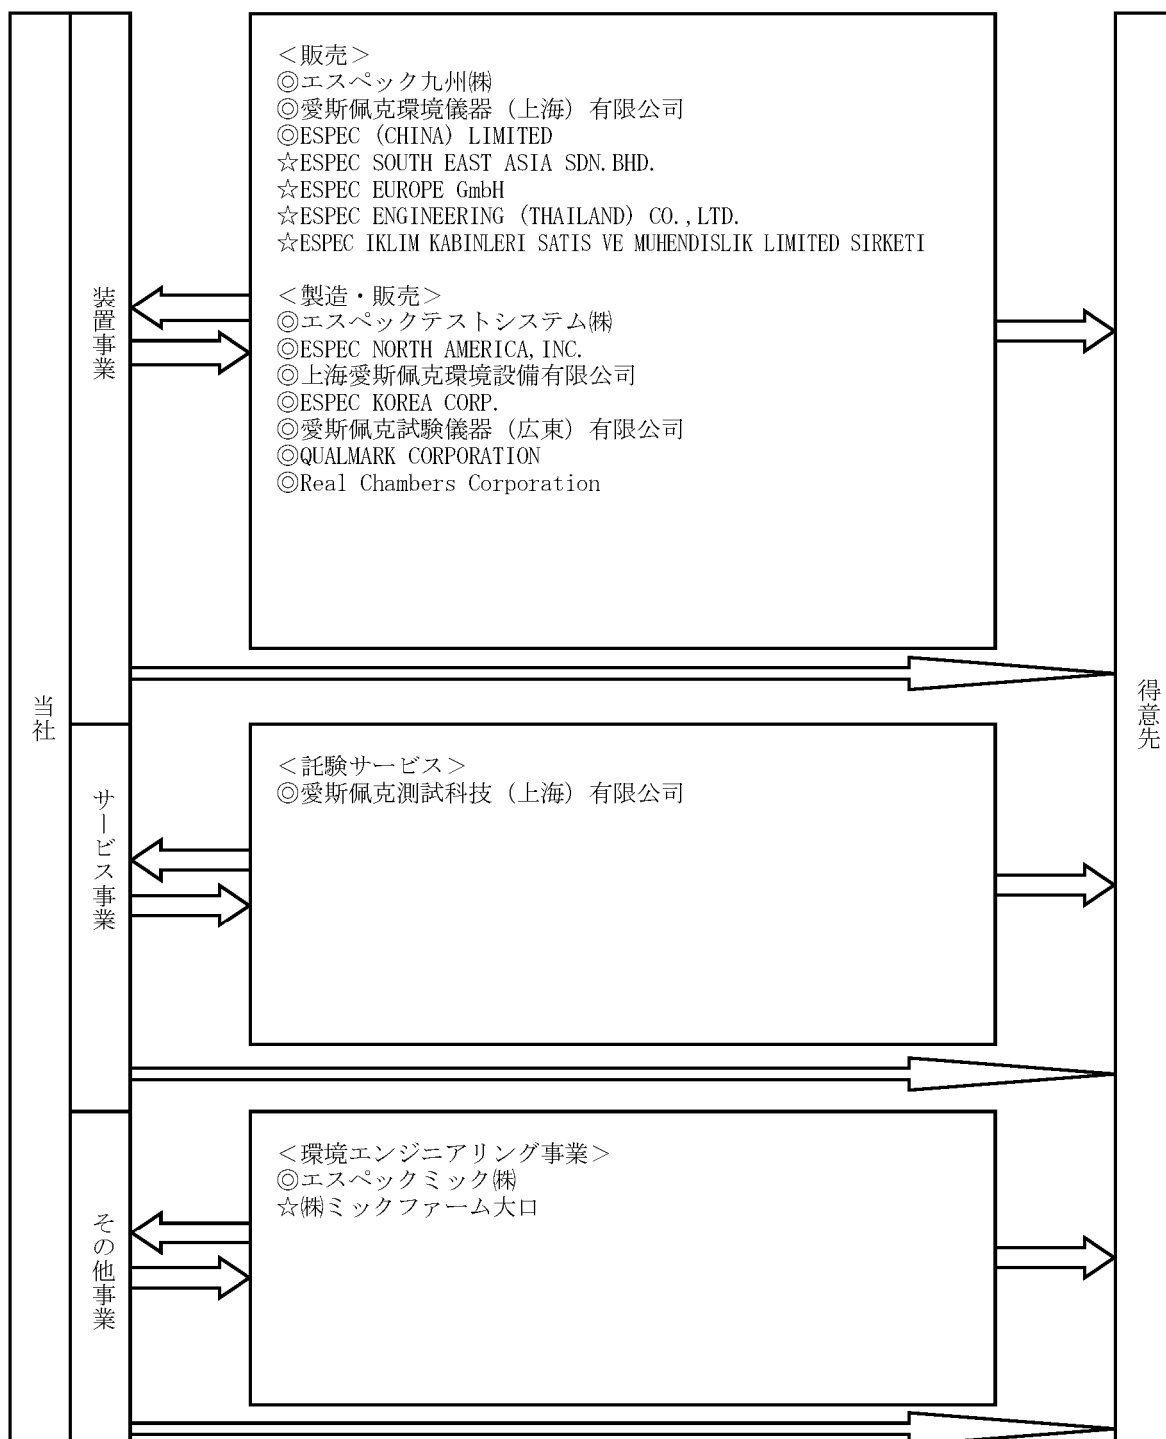 当社
装置事業
＜販売＞
◎エスペック九州㈱
◎愛斯佩克環境儀器（上海）有限公司
◎ESPEC (CHINA) LIMITED
☆ESPEC SOUTH EAST ASIA SDN.BHD.
☆ESPEC EUROPE GmbH
☆ESPEC ENGINEERING (THAILAND) CO.,LTD.
☆ESPEC IKLIM KABINLERI SATIS VE MUHENDISLIK LIMITED SIRKETI
＜製造・販売＞
◎エスペックテストシステム㈱
◎ESPEC NORTH AMERICA,INC.
◎上海愛斯佩克環境設備有限公司
◎ESPEC KOREA CORP.
◎愛斯佩克試験儀器（広東）有限公司
◎QUALMARK CORPORATION
◎Real Chambers Corporation
サービス事業
＜託験サービス＞
◎愛斯佩克測試科技（上海）有限公司
その他事業
＜環境エンジニアリング事業＞
◎エスペックミック㈱
☆㈱ミックファーム大口
得意先